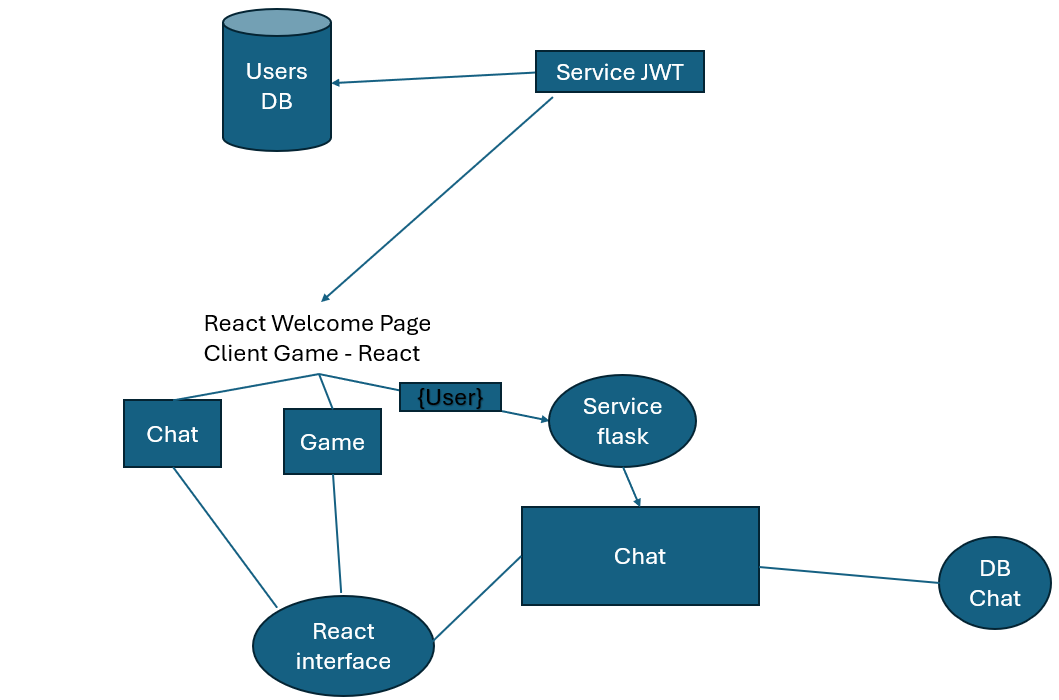 Users
DB
Service JWT
React Welcome Page
Client Game - React
{User}
Service
flask
Chat
Game
Chat
DB
Chat
React
interface